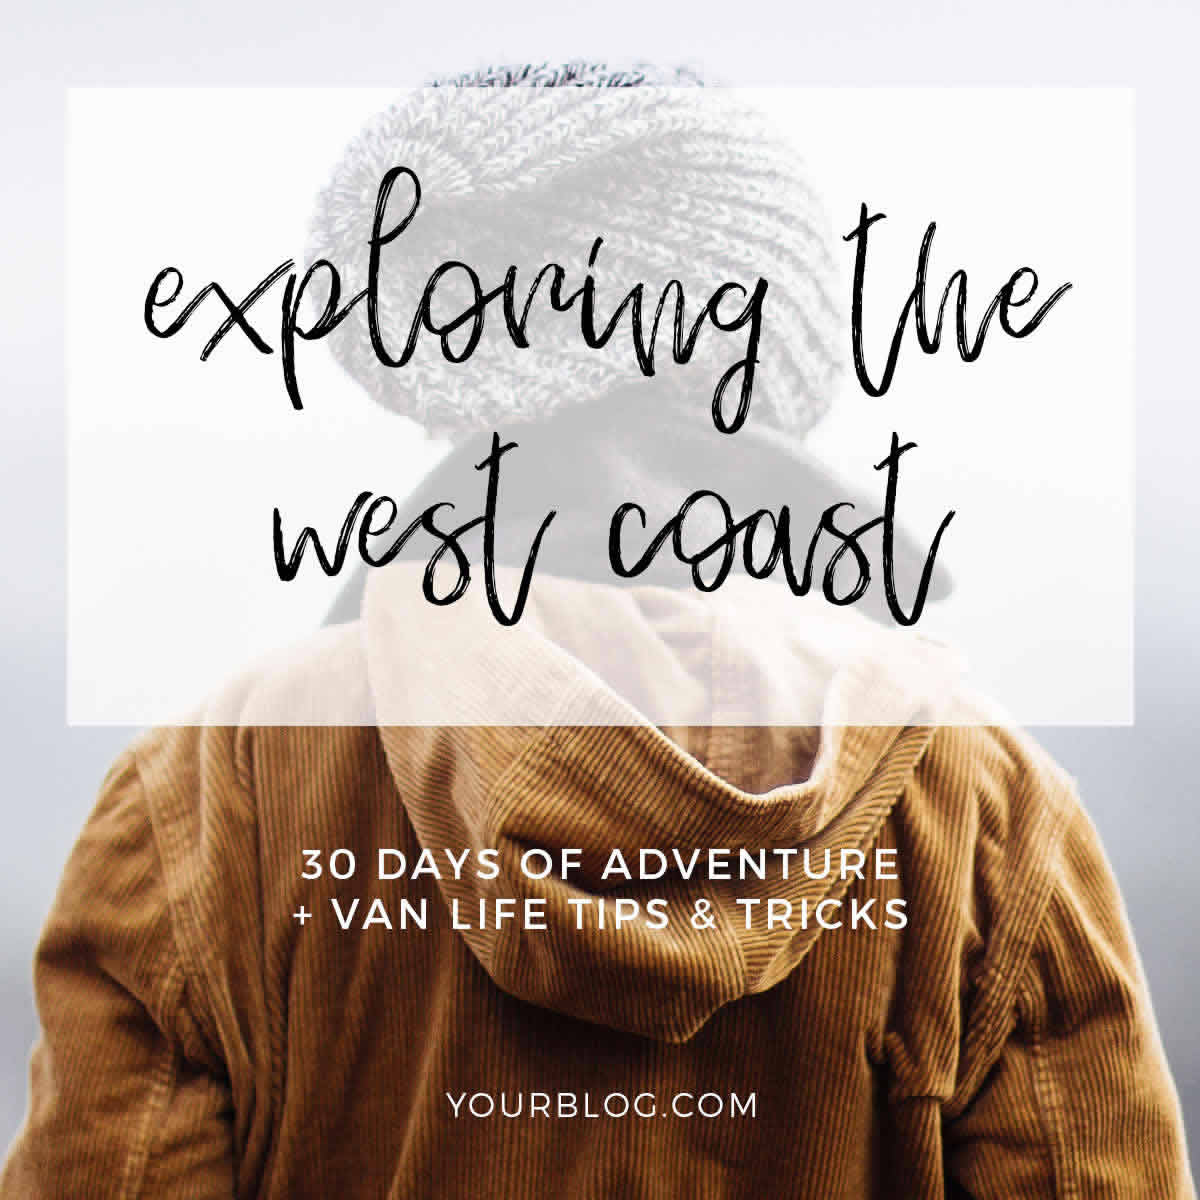 exploring the
west coast
30 DAYS OF ADVENTURE
+ VAN LIFE TIPS & TRICKS
YOURBLOG.COM